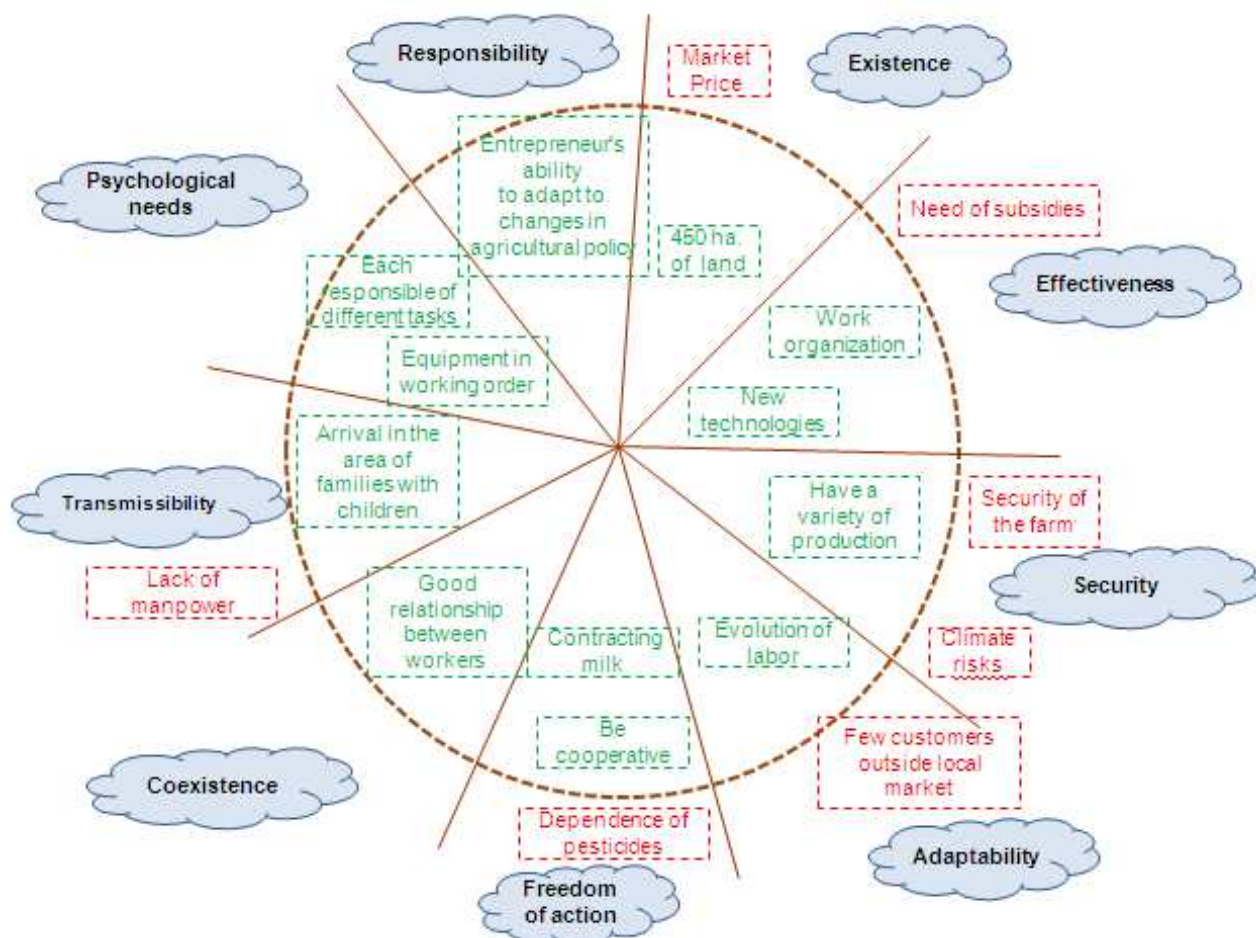 Responsibility
Market
Price
Existence
Entrepreneur's
ability
to adapt to
changes in
agricultural policy
Psychological
needs
Need of subsidies
450 ha.
of land
Each
responsible of
different tasks
Effectiveness
Work
organization
Equipment in
working order
New
technologies
Arrival in the
area of
families with
children
Transmissibility
Have a
variety of
production
Security of
the farm
Lack of
manpower
Good
relationship
between
workers
Security
Contracting
milk
Evolution of
labor
Climate
risks
Be
cooperative
Few customers
outside local
market
Coexistence
Dependence of
pesticides
Adaptability
Freedom
of action